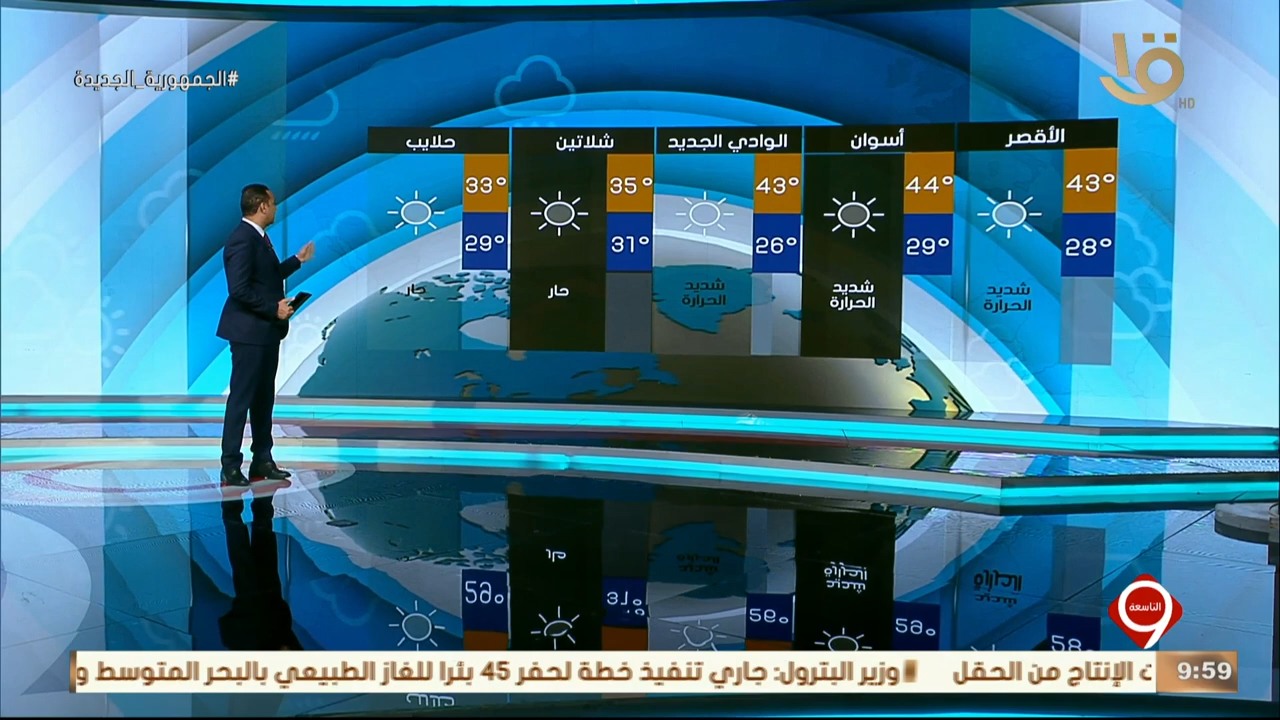 #الجمهورية_الجديدة
HD
الأقصر
43°
28°
شديد
الحرارة
أسوان
44°
29°
شديد
الحرارة
الوادي الجديد
43°
26°
شديد
الحرارة
شلاتين
35°
31°
حار
حلايب
33°
29°
حار
التاسعة
9
9:59
ت الإنتاج من الحقل
وزير البترول: جاري تنفيذ خطة لحفر 45 بئرا للغاز الطبيعي بالبحر المتوسط و